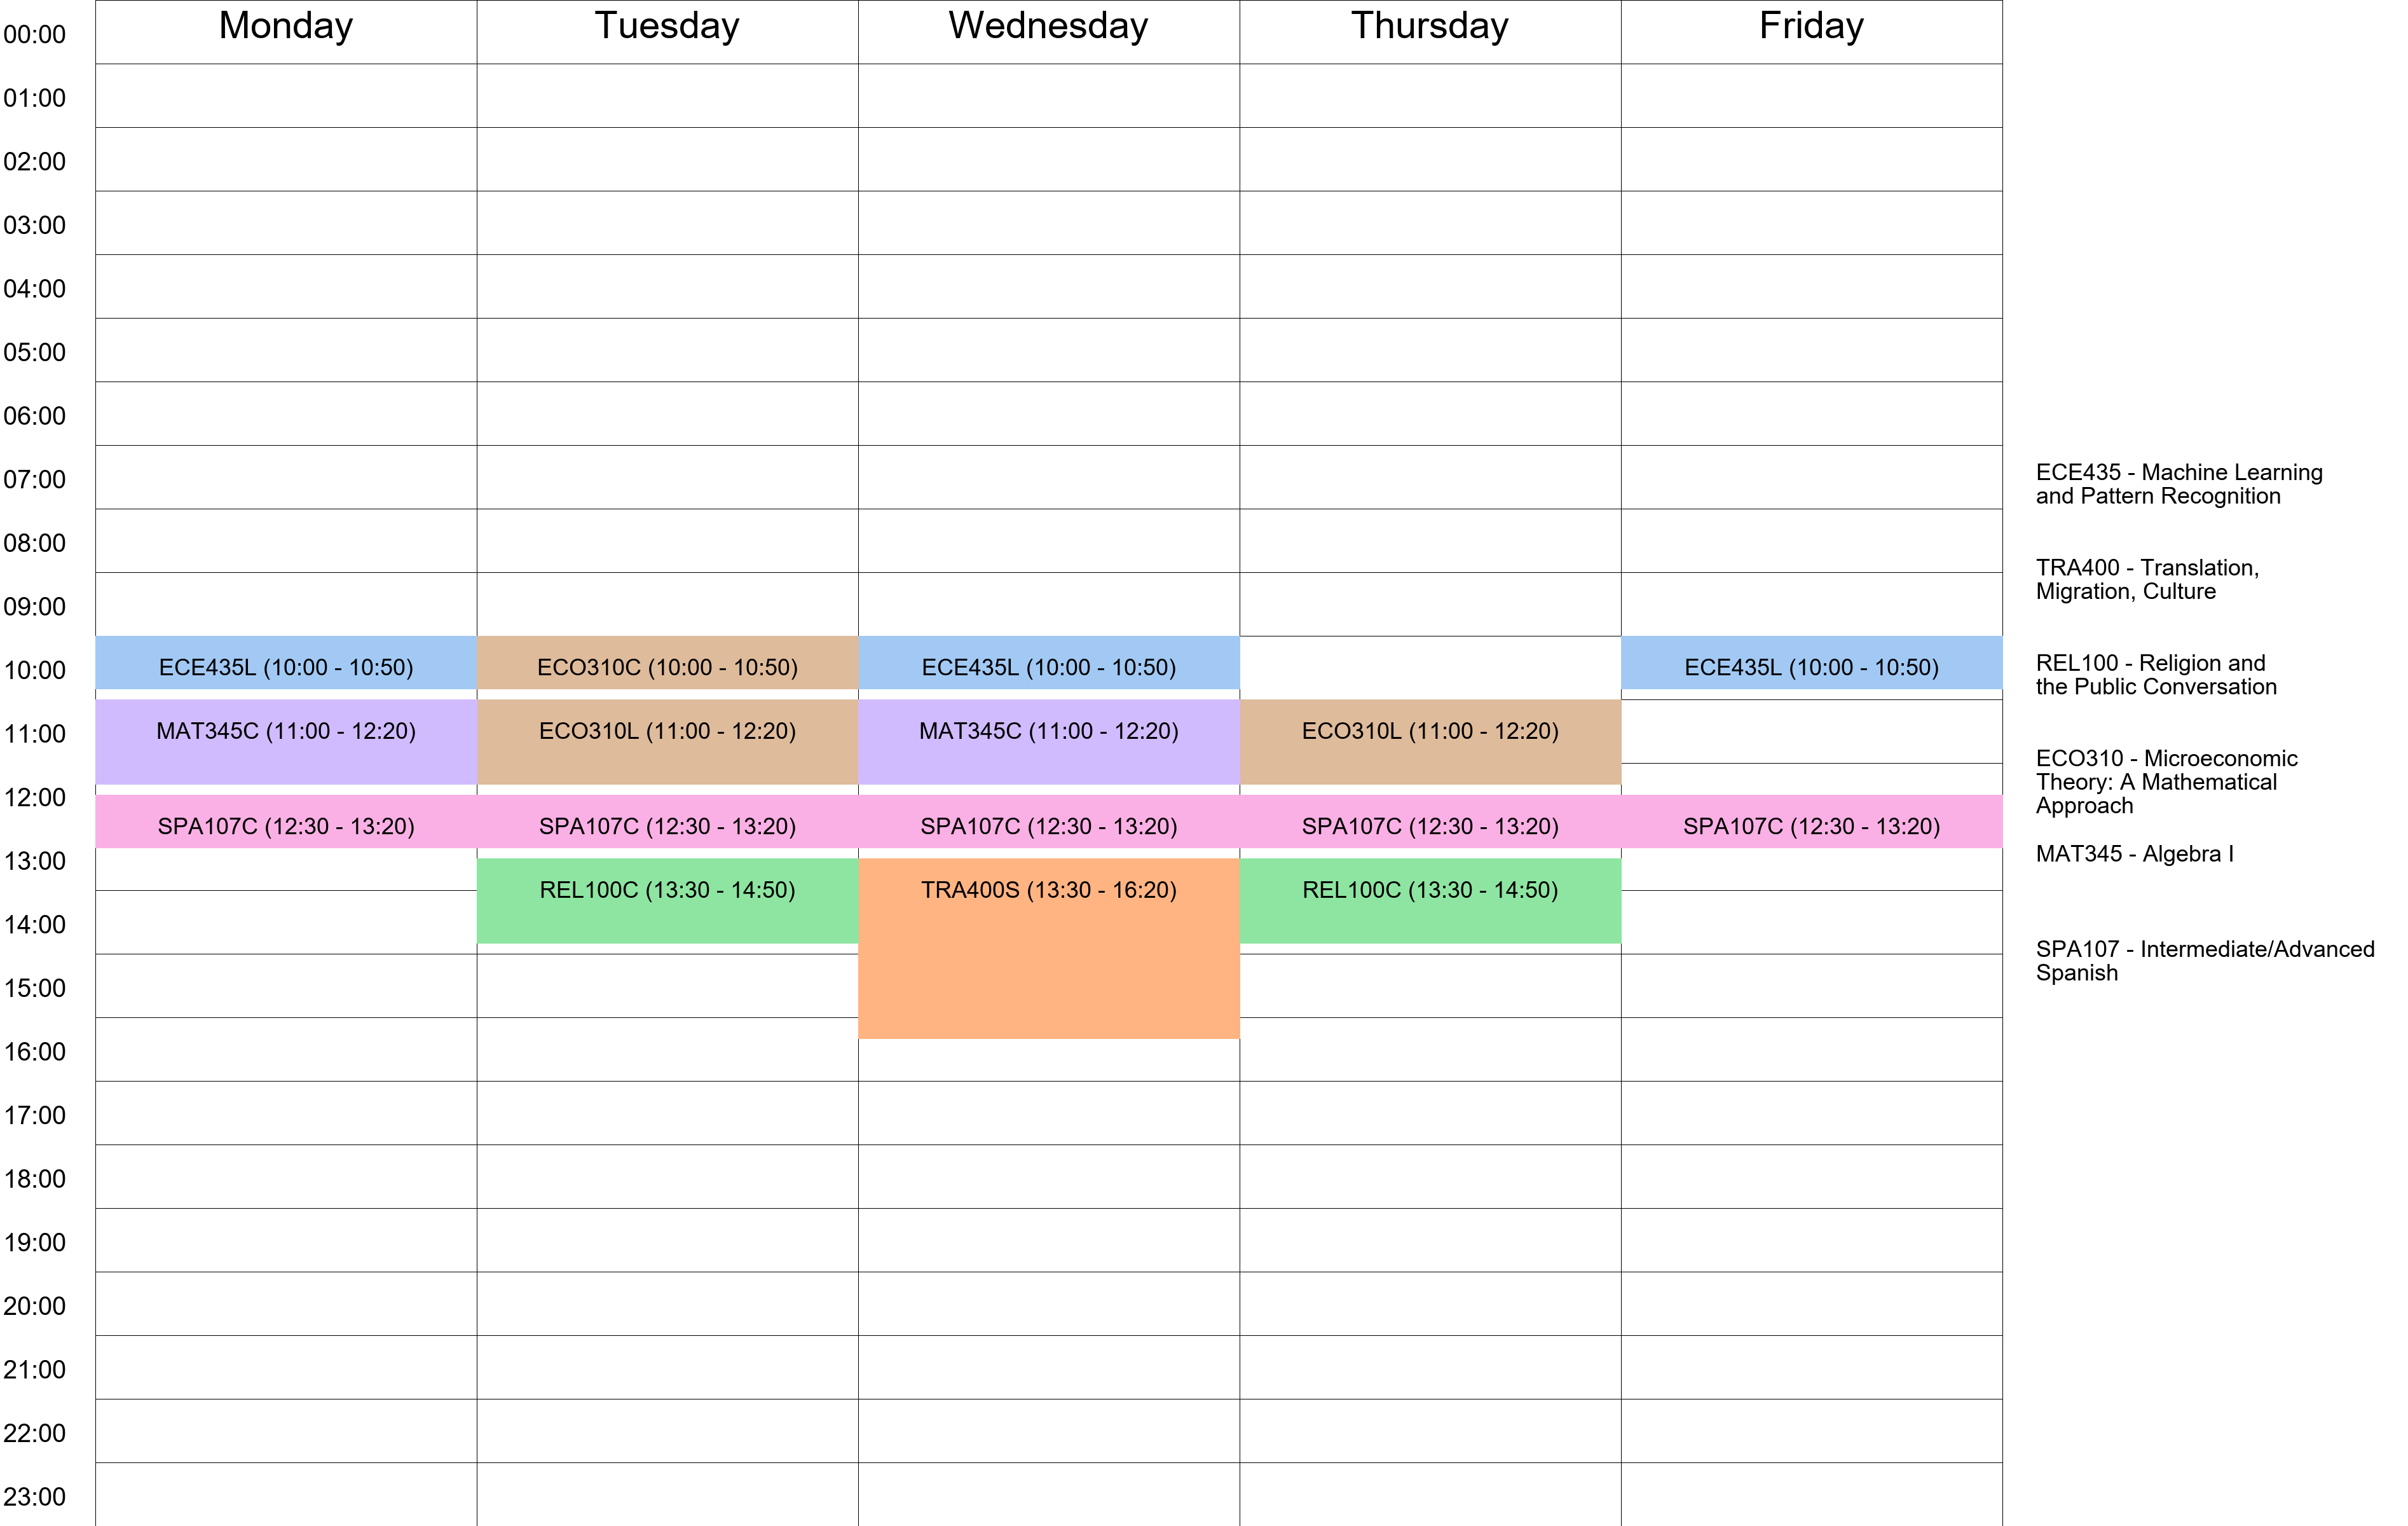 Monday Tuesday Wednesday Thursday Friday
00:00
01:00
02:00
03:00
04:00
05:00
06:00
07:00
08:00
09:00
10:00 ECE435L (10:00 - 10:50) ECO310C (10:00 - 10:50) ECE435L (10:00 - 10:50) ECE435L (10:00 - 10:50)
11:00 MAT345C (11:00 - 12:20) ECO310L (11:00 - 12:20) MAT345C (11:00 - 12:20) ECO310L (11:00 - 12:20)
12:00
SPA107C (12:30 - 13:20) SPA107C (12:30 - 13:20) SPA107C (12:30 - 13:20) SPA107C (12:30 - 13:20) SPA107C (12:30 - 13:20)
13:00
REL100C (13:30 - 14:50) TRA400S (13:30 - 16:20) REL100C (13:30 - 14:50)
14:00
15:00
16:00
17:00
18:00
19:00
20:00
21:00
22:00
23:00
ECE435 - Machine Learning
and Pattern Recognition
TRA400 - Translation,
Migration, Culture
REL100 - Religion and
the Public Conversation
ECO310 - Microeconomic
Theory: A Mathematical
Approach
MAT345 - Algebra I
SPA107 - Intermediate/Advanced
Spanish